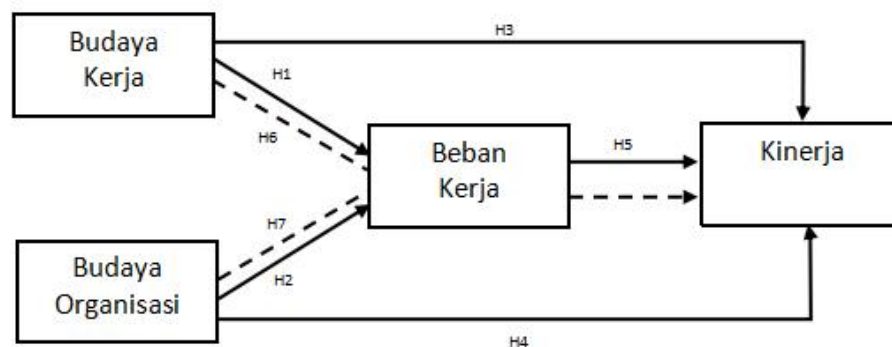 Budaya
Kerja
H3
H1
H6
Beban
Kerja
H5
Kinerja
H7
H2
Budaya
Organisasi
H4